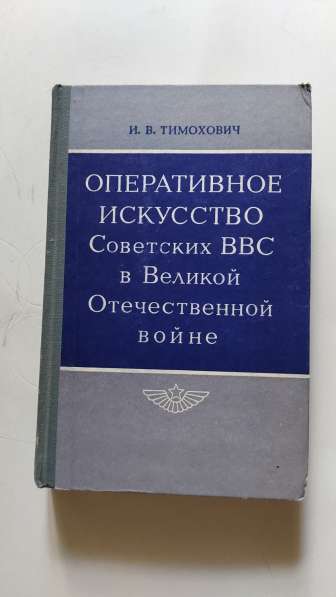 И. В. ТИМОХОВИЧ
ОПЕРАТИВНОЕ
ИСКУССТВО
Советских ВВС
в Великой
Отечественной
войне